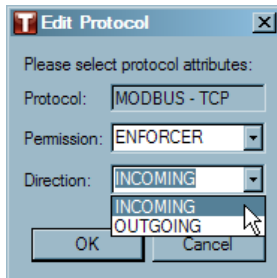 T Edit Protocol
Please select protocol attributes:
Protocol: MODBUS - TCP
Permission: ENFORCER
Direction: INCOMING
INCOMING
OUTGOING
OK Cancel